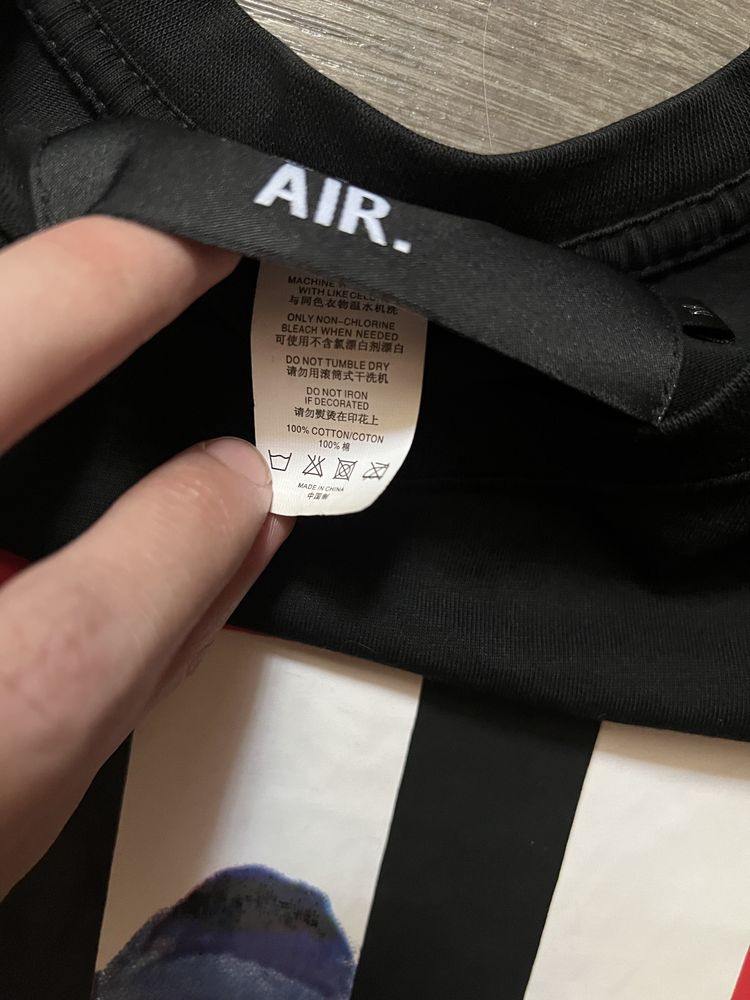 AIR.
MACHINE
WITH LIKE COLO
与同色衣物温水机洗
ONLY NON-CHLORINE
BLEACH WHEN NEEDED
可使用不含氯漂白剂漂白
DO NOT TUMBLE DRY
请勿用滚筒式干洗机
DO NOT IRON
IF DECORATED
请勿熨烫在印花上
100% COTTON/COTON
100% 棉
MADE IN CHINA
中国制